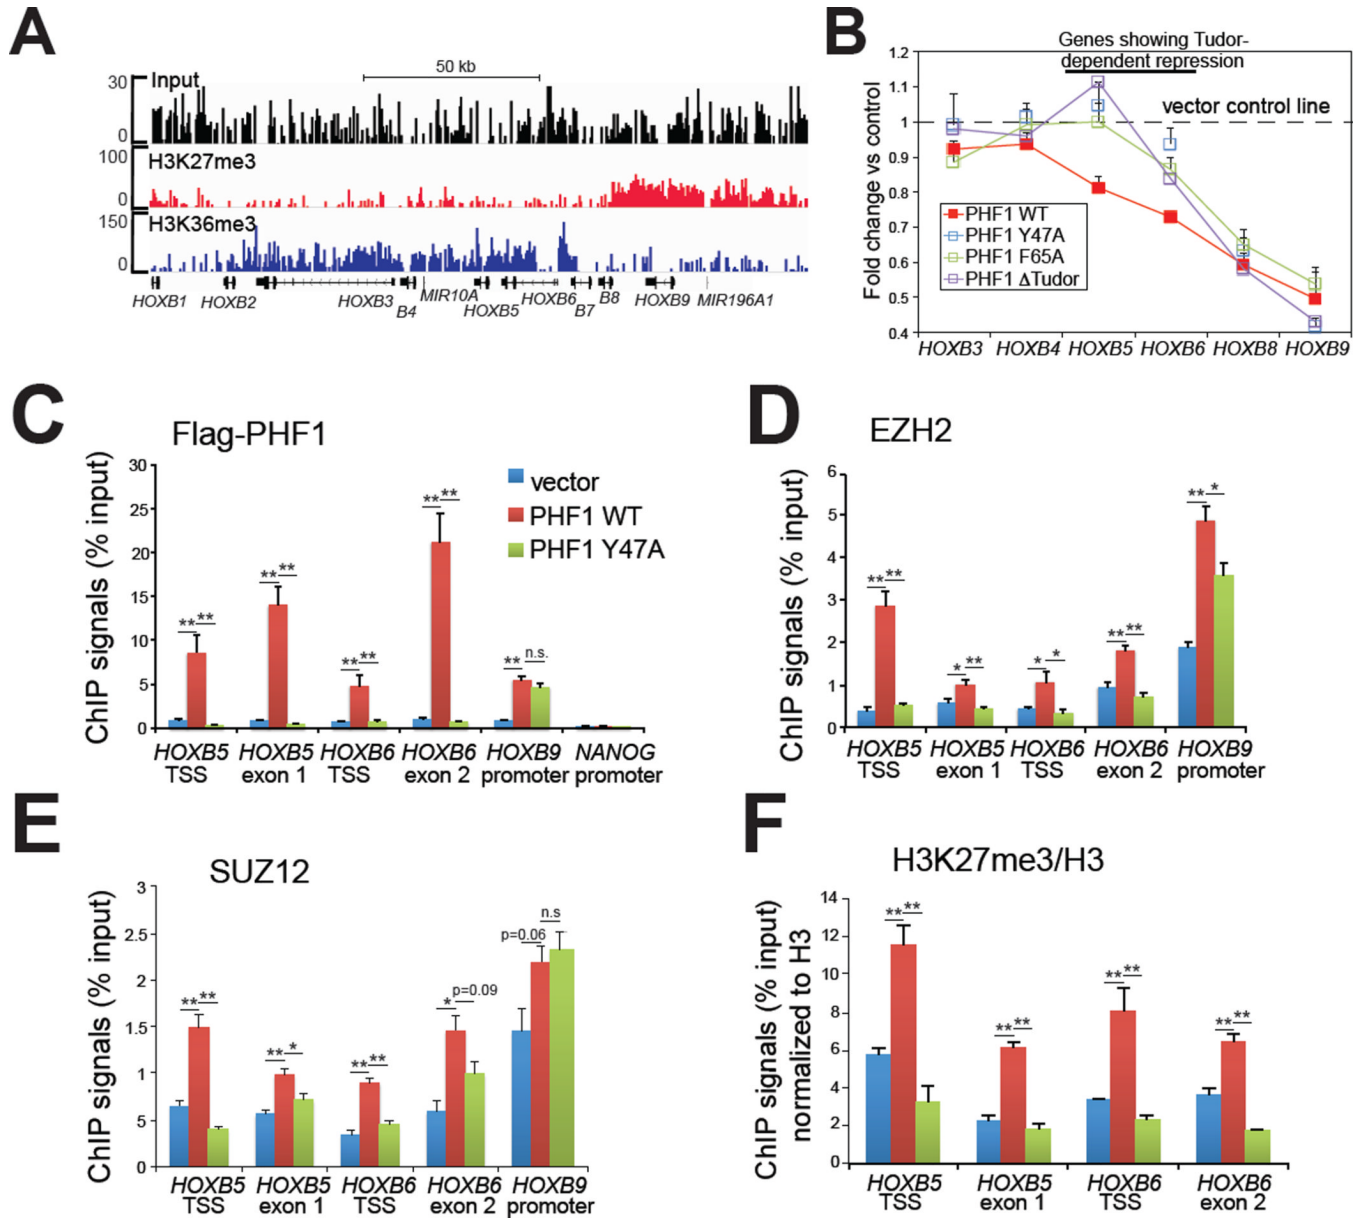 A
50 kb
Input
30
0
H3K27me3
100
0
H3K36me3
150
0
HOXB1 HOXB2 HOXB3 B4 MIR10A HOXB5 HOXB6 B7 B8 HOXB9 MIR196A1
B
Genes showing Tudor-
dependent repression
vector control line
Fold change vs control
1.2
1.1
1
0.9
0.8
0.7
0.6
0.5
0.4
PHF1 WT
PHF1 Y47A
PHF1 F65A
PHF1 ΔTudor
HOXB3 HOXB4 HOXB5 HOXB6 HOXB8 HOXB9
C
Flag-PHF1
ChIP signals (% input)
30
25
20
15
10
5
0
vector
PHF1 WT
PHF1 Y47A
** ** ** ** ** ** ** ** ** n.s.
HOXB5 HOXB5 HOXB6 HOXB6 HOXB9 NANOG
TSS exon 1 TSS exon 2 promoter promoter
D
EZH2
ChIP signals (% input)
6
5
4
3
2
1
0
** ** * ** * * ** ** ** *
HOXB5 HOXB5 HOXB6 HOXB6 HOXB9
TSS exon 1 TSS exon 2 promoter
E
SUZ12
ChIP signals (% input)
3
2.5
2
1.5
1
5
0
** ** ** * ** ** * p=0.09 p=0.06 n.s
HOXB5 HOXB5 HOXB6 HOXB6 HOXB9
TSS exon 1 TSS exon 2 promoter
F
H3K27me3/H3
ChIP signals (% input)
normalized to H3
14
12
10
8
6
4
2
0
** ** ** ** ** ** ** **
HOXB5 HOXB5 HOXB6 HOXB6
TSS exon 1 TSS exon 2